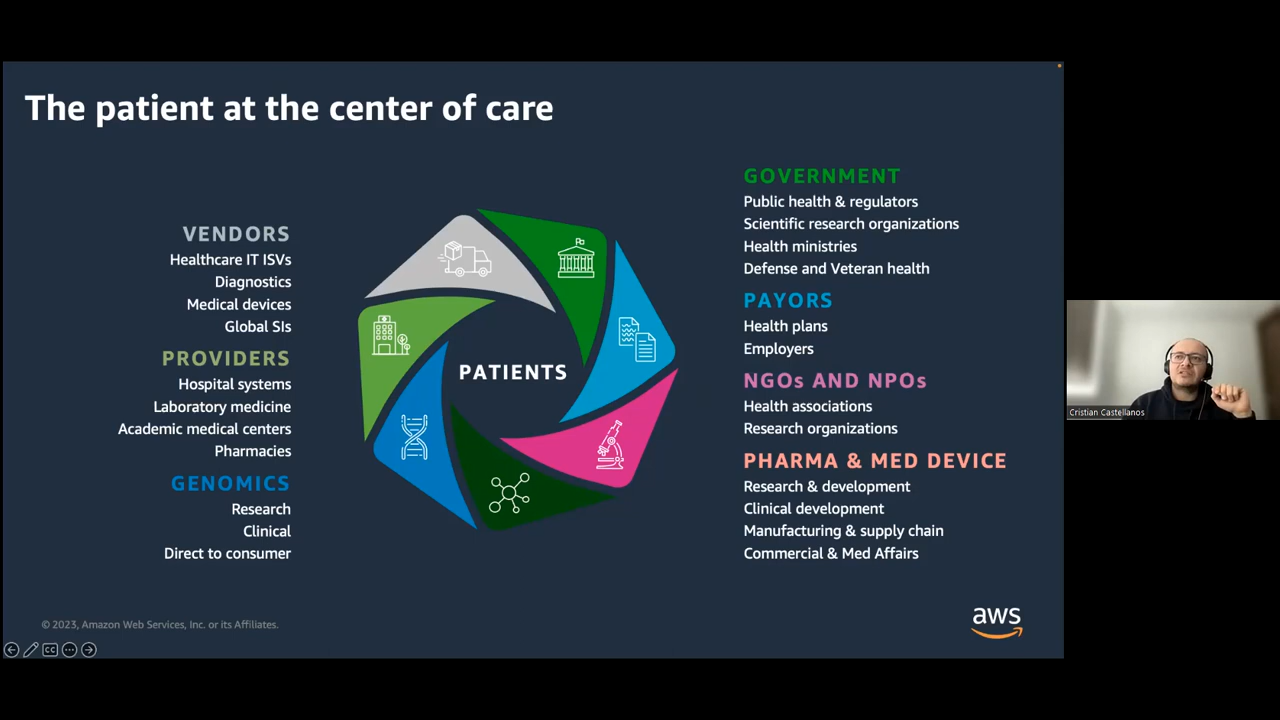 The patient at the center of care
VENDORS
Healthcare IT ISVs
Diagnostics
Medical devices
Global SIs
PROVIDERS
Hospital systems
Laboratory medicine
Academic medical centers
Pharmacies
GENOMICS
Research
Clinical
Direct to consumer
PATIENTS
GOVERNMENT
Public health & regulators
Scientific research organizations
Health ministries
Defense and Veteran health
PAYORS
Health plans
Employers
NGOs AND NPOs
Health associations
Research organizations
PHARMA & MED DEVICE
Research & development
Clinical development
Manufacturing & supply chain
Commercial & Med Affairs
© 2023, Amazon Web Services, Inc. or its Affiliates.
aws
CC
Cristian Castellanos